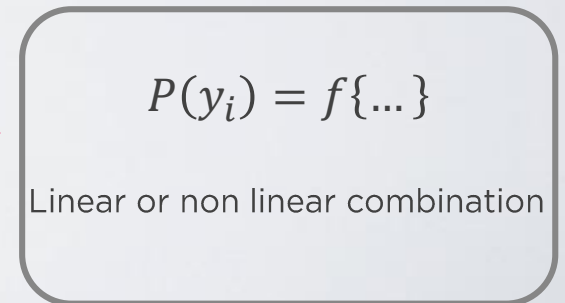 P(y_i) = f{...}
Linear or non linear combination